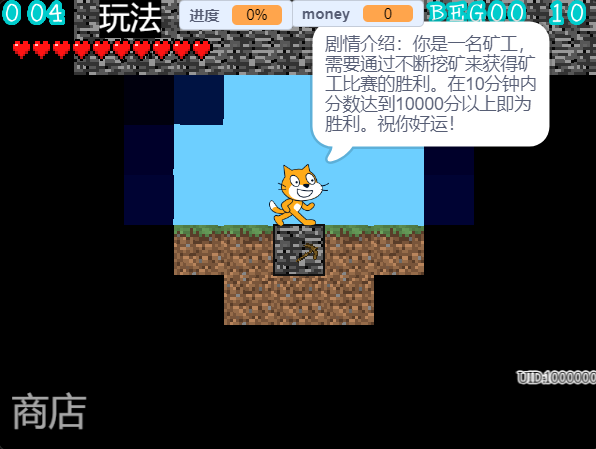 004 玩法 进度 0% money 0 BEG00 10
剧情介绍：你是一名矿工，
需要通过不断挖矿来获得矿
工比赛的胜利。在10分钟内
分数达到10000分以上即为
胜利。祝你好运！
UID:1000000
商店